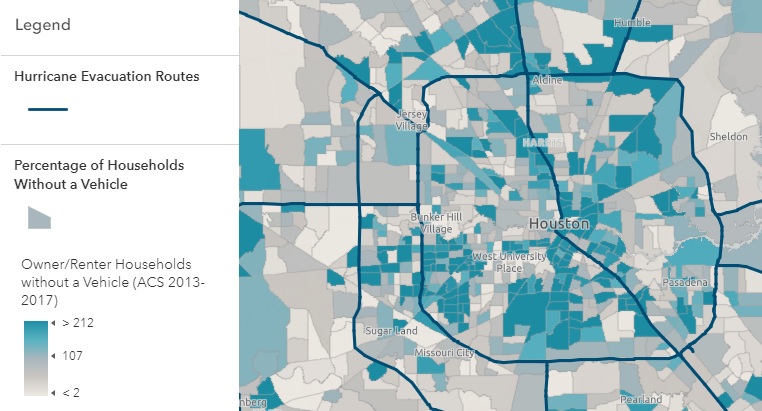 Legend
Hurricane Evacuation Routes
Percentage of Households
Without a Vehicle
Owner/Renter Households
without a Vehicle (ACS 2013-
2017)
> 212
107
< 2
Humble
Aldine
Jersey
Village
Sheldon
HARRIS
Bunker Hill
Village
Houston
West University
Place
Pasadena
Sugar Land
Missouri City
nberg
Pearland